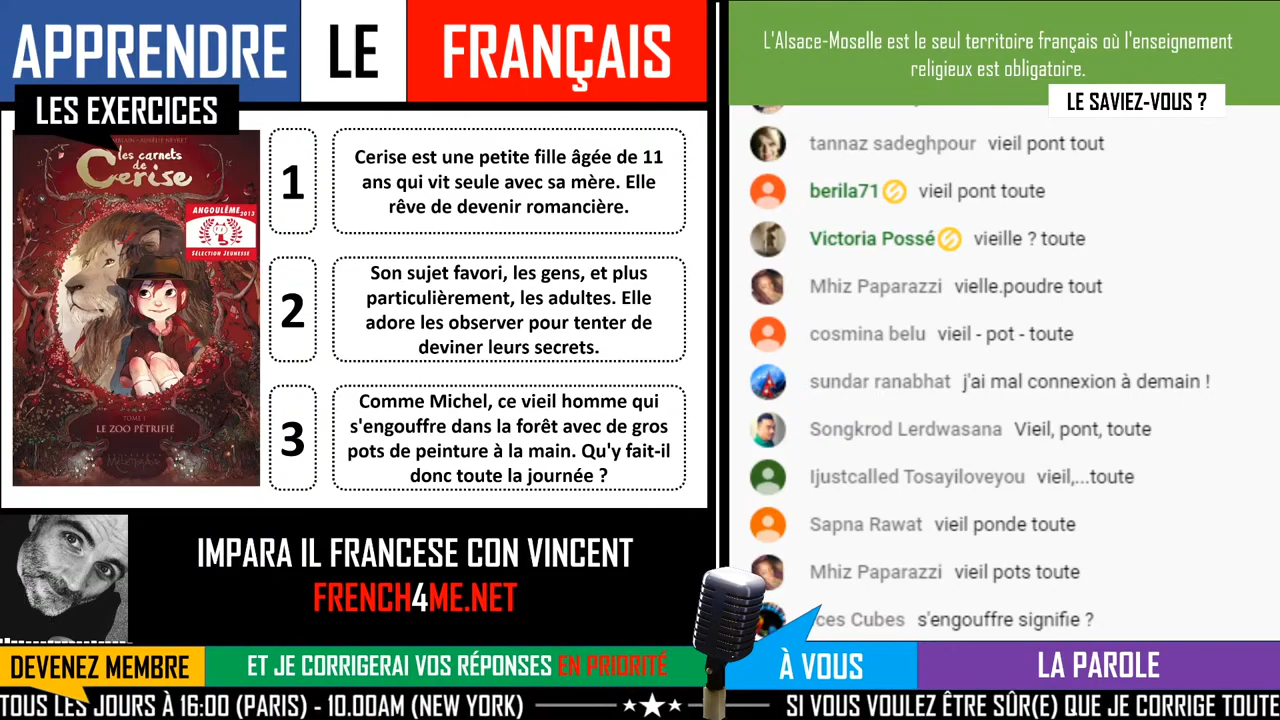 APPRENDRE LE FRANÇAIS
LES EXERCICES
les carnets
de
Cerise
ANGOULÊME 2013
SÉLECTION JEUNESSE
TOME 1
LE ZOO PÉTRIFIÉ
1
Cerise est une petite fille âgée de 11
ans qui vit seule avec sa mère. Elle
rêve de devenir romancière.
2
Son sujet favori, les gens, et plus
particulièrement, les adultes. Elle
adore les observer pour tenter de
deviner leurs secrets.
3
Comme Michel, ce vieil homme qui
s'engouffre dans la forêt avec de gros
pots de peinture à la main. Qu'y fait-il
donc toute la journée ?
IMPARA IL FRANCESE CON VINCENT
FRENCH4ME.NET
L'Alsace-Moselle est le seul territoire français où l'enseignement
religieux est obligatoire.
LE SAVIEZ-VOUS ?
tannaz sadeghpour vieil pont tout
berila71 vieil pont toute
Victoria Possé vieille ? toute
Mhiz Paparazzi vielle.poudre tout
cosmina belu vieil - pot - toute
sundar ranabhat j'ai mal connexion à demain !
Songkrod Lerdwasana Vieil, pont, toute
Ijustcalled Tosayiloveyou vieil,...toute
Sapna Rawat vieil ponde toute
Mhiz Paparazzi vieil pots toute
ces Cubes s'engouffre signifie ?
DEVENEZ MEMBRE
ET JE CORRIGERAI VOS RÉPONSES EN PRIORITÉ
À VOUS
LA PAROLE
TOUS LES JOURS À 16:00 (PARIS) - 10.00AM (NEW YORK)
SI VOUS VOULEZ ÊTRE SÛR(E) QUE JE CORRIGE TOUTE